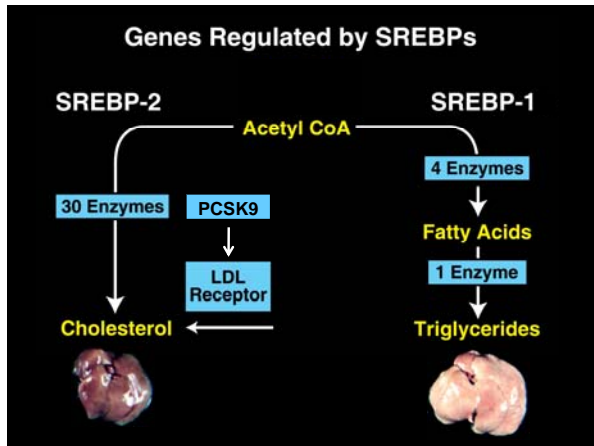 Genes Regulated by SREBPs
SREBP-2
SREBP-1
Acetyl CoA
4 Enzymes
30 Enzymes
PCSK9
Fatty Acids
LDL
Receptor
1 Enzyme
Cholesterol
Triglycerides